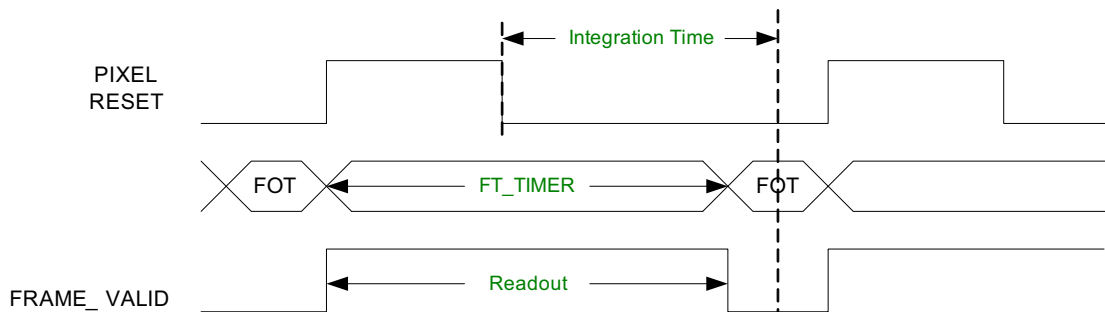 Integration Time
PIXEL
RESET
FOT
FT_TIMER
FOT
Readout
FRAME_ VALID